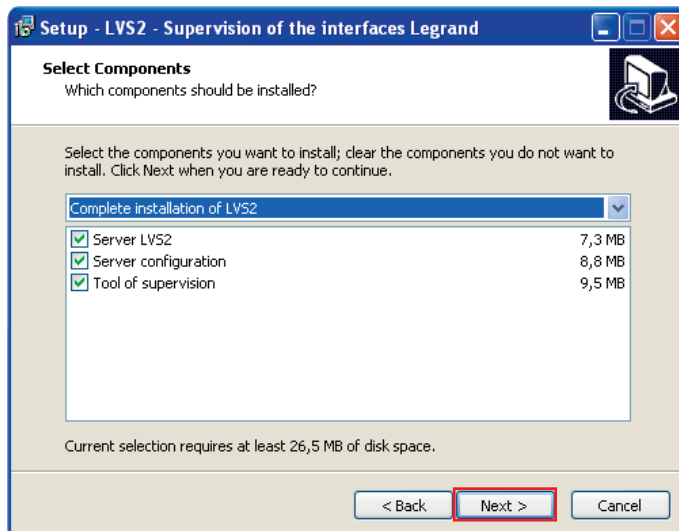 Setup - LVS2 - Supervision of the interfaces Legrand
Select Components
Which components should be installed?
Select the components you want to install; clear the components you do not want to
install. Click Next when you are ready to continue.
Complete installation of LVS2
Server LVS2 7,3 MB
Server configuration 8,8 MB
Tool of supervision 9,5 MB
Current selection requires at least 26,5 MB of disk space.
< Back Next > Cancel